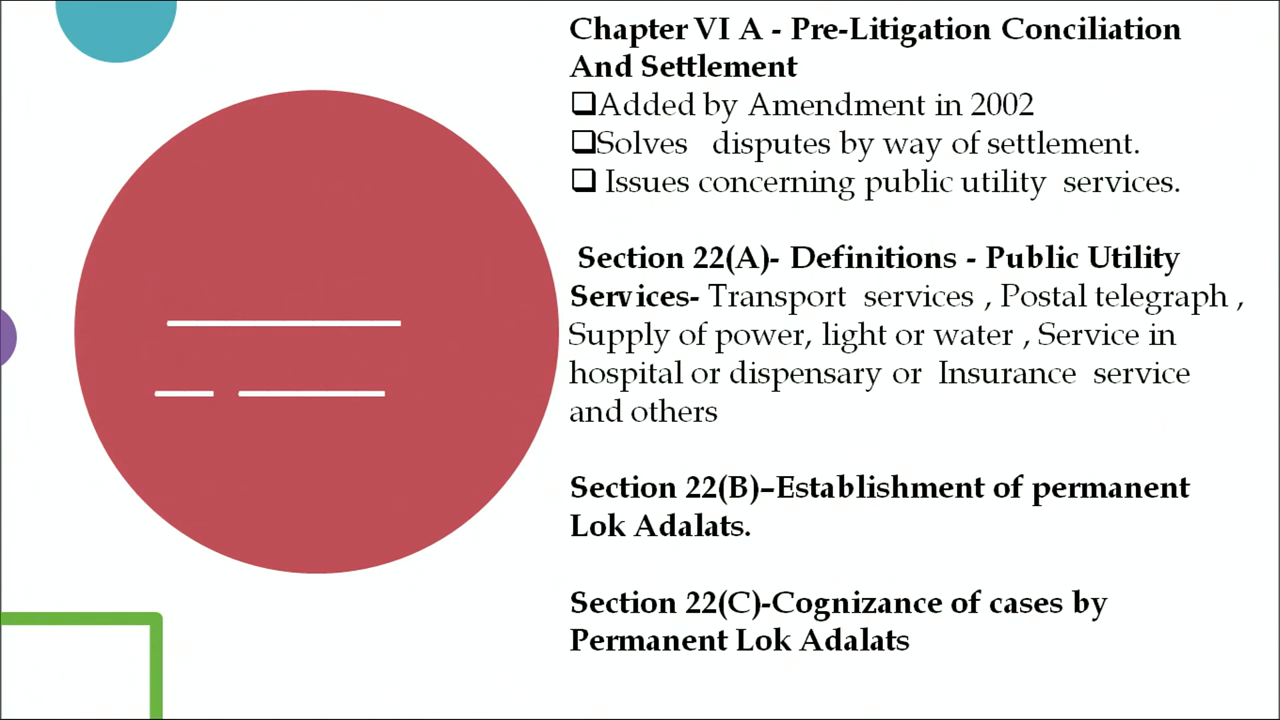 Chapter VI A - Pre-Litigation Conciliation
And Settlement
❑Added by Amendment in 2002
❑Solves disputes by way of settlement.
❑ Issues concerning public utility services.
Section 22(A)- Definitions - Public Utility
Services- Transport services , Postal telegraph ,
Supply of power, light or water , Service in
hospital or dispensary or Insurance service
and others
Section 22(B)–Establishment of permanent
Lok Adalats.
Section 22(C)-Cognizance of cases by
Permanent Lok Adalats